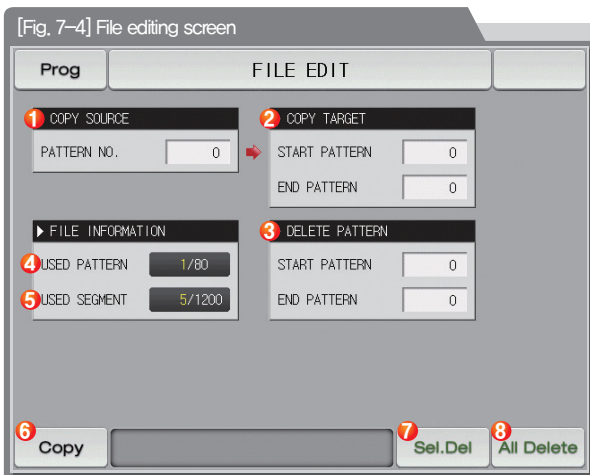 [Fig. 7-4] File editing screen
Prog
FILE EDIT
1 COPY SOURCE
PATTERN NO. 0
2 COPY TARGET
START PATTERN 0
END PATTERN 0
▶ FILE INFORMATION
4 USED PATTERN 1/80
5 USED SEGMENT 5/1200
3 DELETE PATTERN
START PATTERN 0
END PATTERN 0
6 Copy
7 Sel.Del
8 All Delete